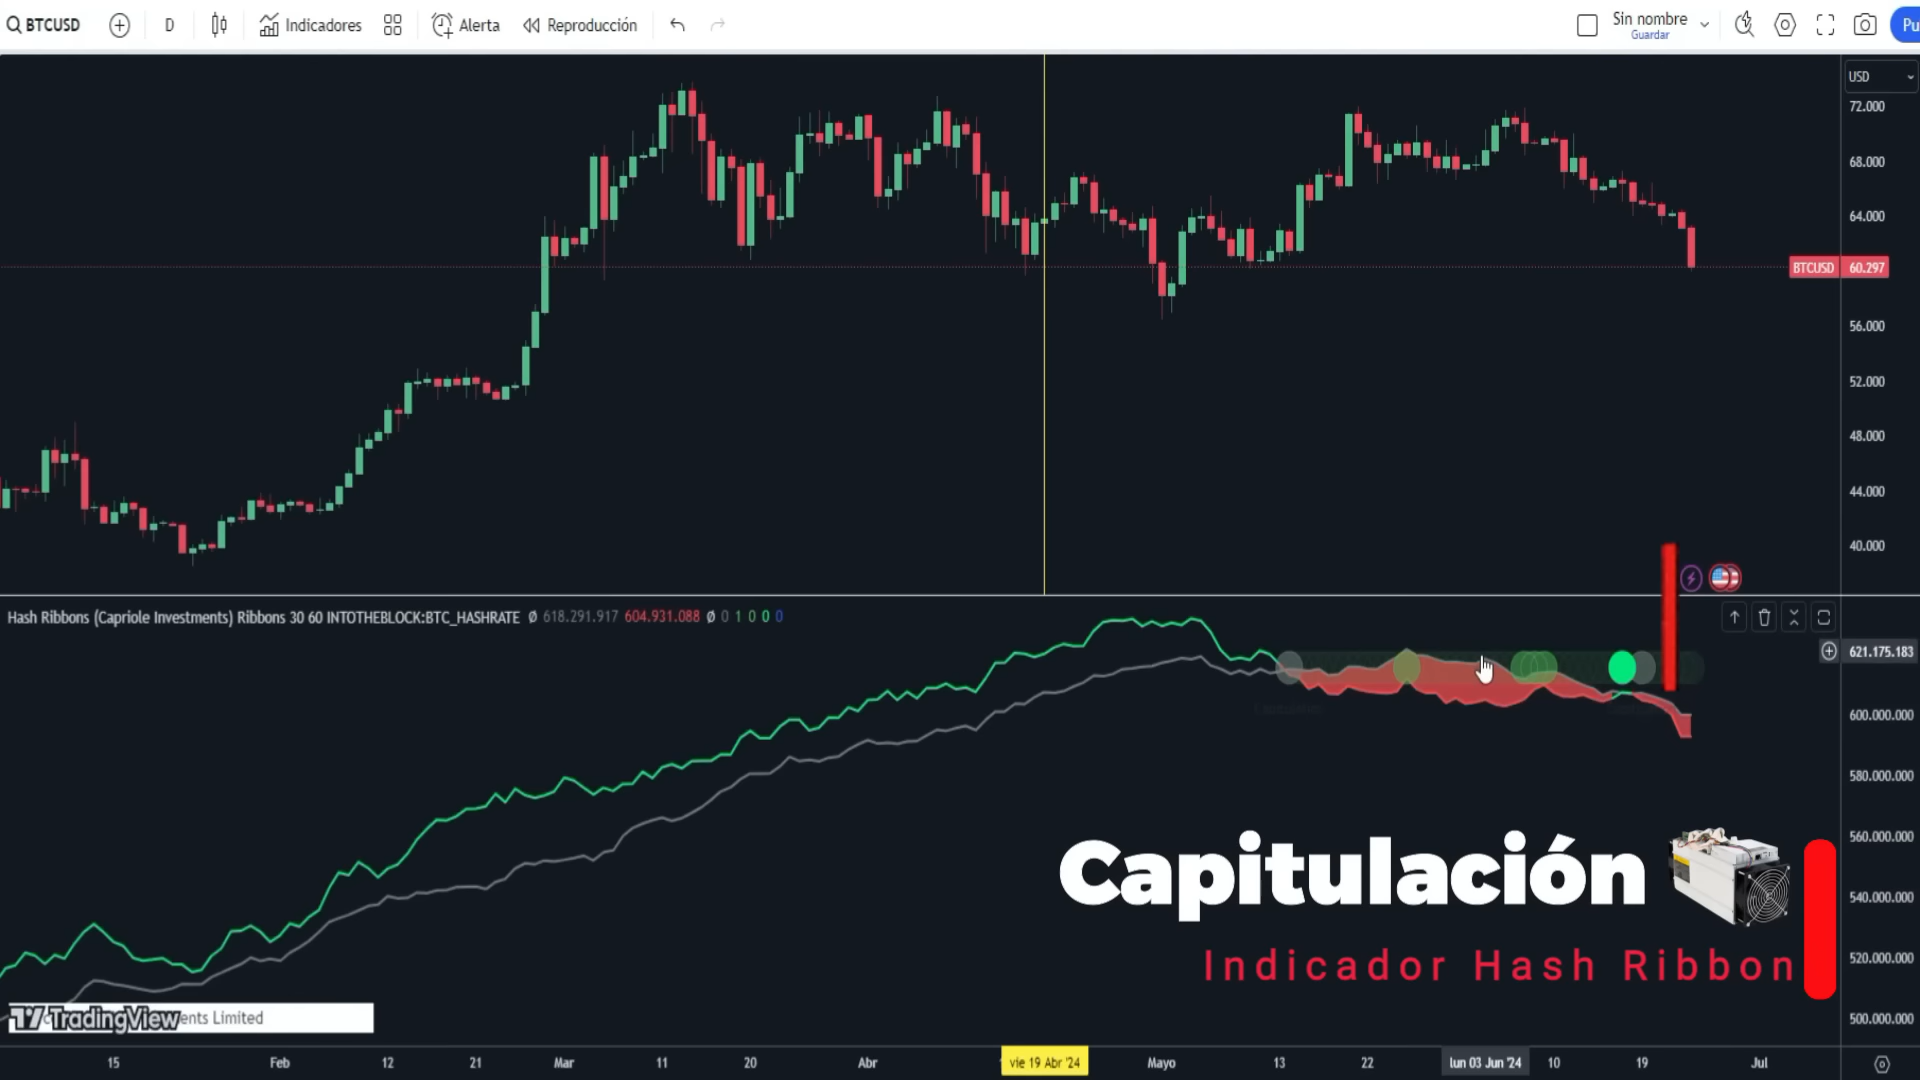 BTCUSD D Indicadores Alerta Reproducción Sin nombre Guardar Pu
USD
72.000
68.000
64.000
BTCUSD 60.297
56.000
52.000
48.000
44.000
40.000
Hash Ribbons (Capriole Investments) Ribbons 30 60 INTOTHEBLOCK:BTC_HASHRATE Ø 618.291.917 604.931.088 Ø 0 1 0 0 0
621.175.183
600.000.000
580.000.000
560.000.000
Capitulación
540.000.000
Indicador Hash Ribbon
520.000.000
TradingView ents Limited
500.000.000
15 Feb 12 21 Mar 11 20 Abr vie 19 Abr '24 Mayo 13 22 lun 03 Jun '24 10 19 Jul